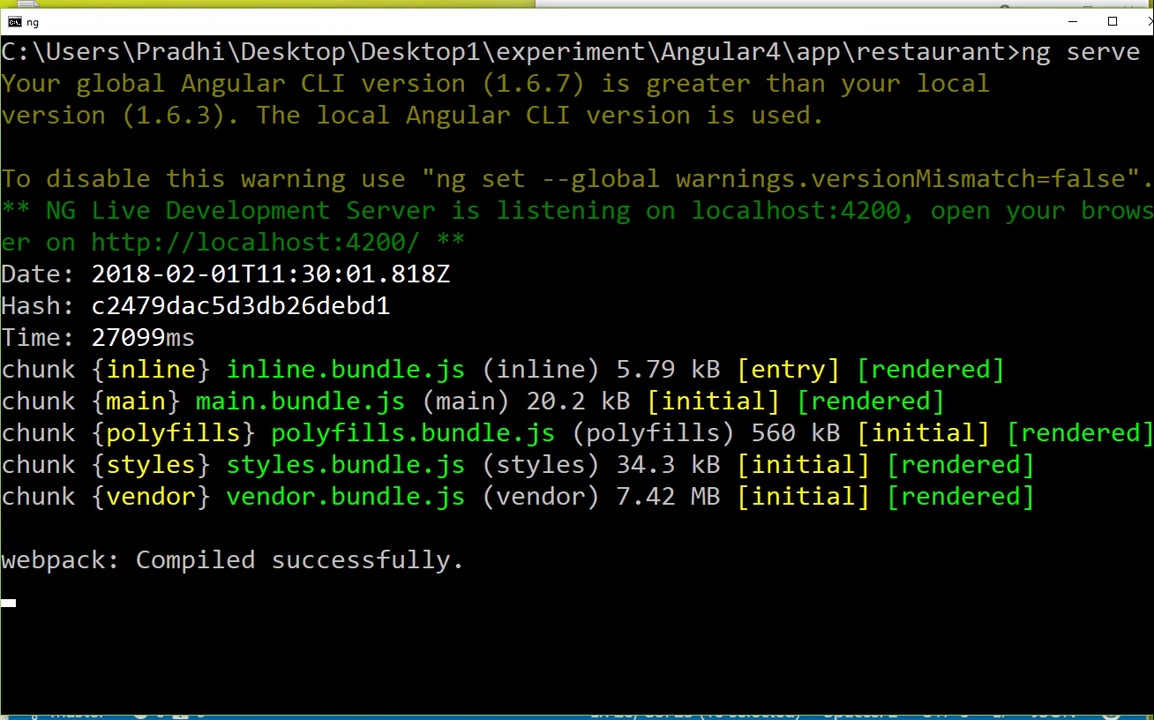 ng
C:\Users\Pradhi\Desktop\Desktop1\experiment\Angular4\app\restaurant>ng serve
Your global Angular CLI version (1.6.7) is greater than your local
version (1.6.3). The local Angular CLI version is used.
To disable this warning use "ng set --global warnings.versionMismatch=false".
** NG Live Development Server is listening on localhost:4200, open your brows
er on http://localhost:4200/ **
Date: 2018-02-01T11:30:01.818Z
Hash: c2479dac5d3db26debd1
Time: 27099ms
chunk {inline} inline.bundle.js (inline) 5.79 kB [entry] [rendered]
chunk {main} main.bundle.js (main) 20.2 kB [initial] [rendered]
chunk {polyfills} polyfills.bundle.js (polyfills) 560 kB [initial] [rendered]
chunk {styles} styles.bundle.js (styles) 34.3 kB [initial] [rendered]
chunk {vendor} vendor.bundle.js (vendor) 7.42 MB [initial] [rendered]
webpack: Compiled successfully.